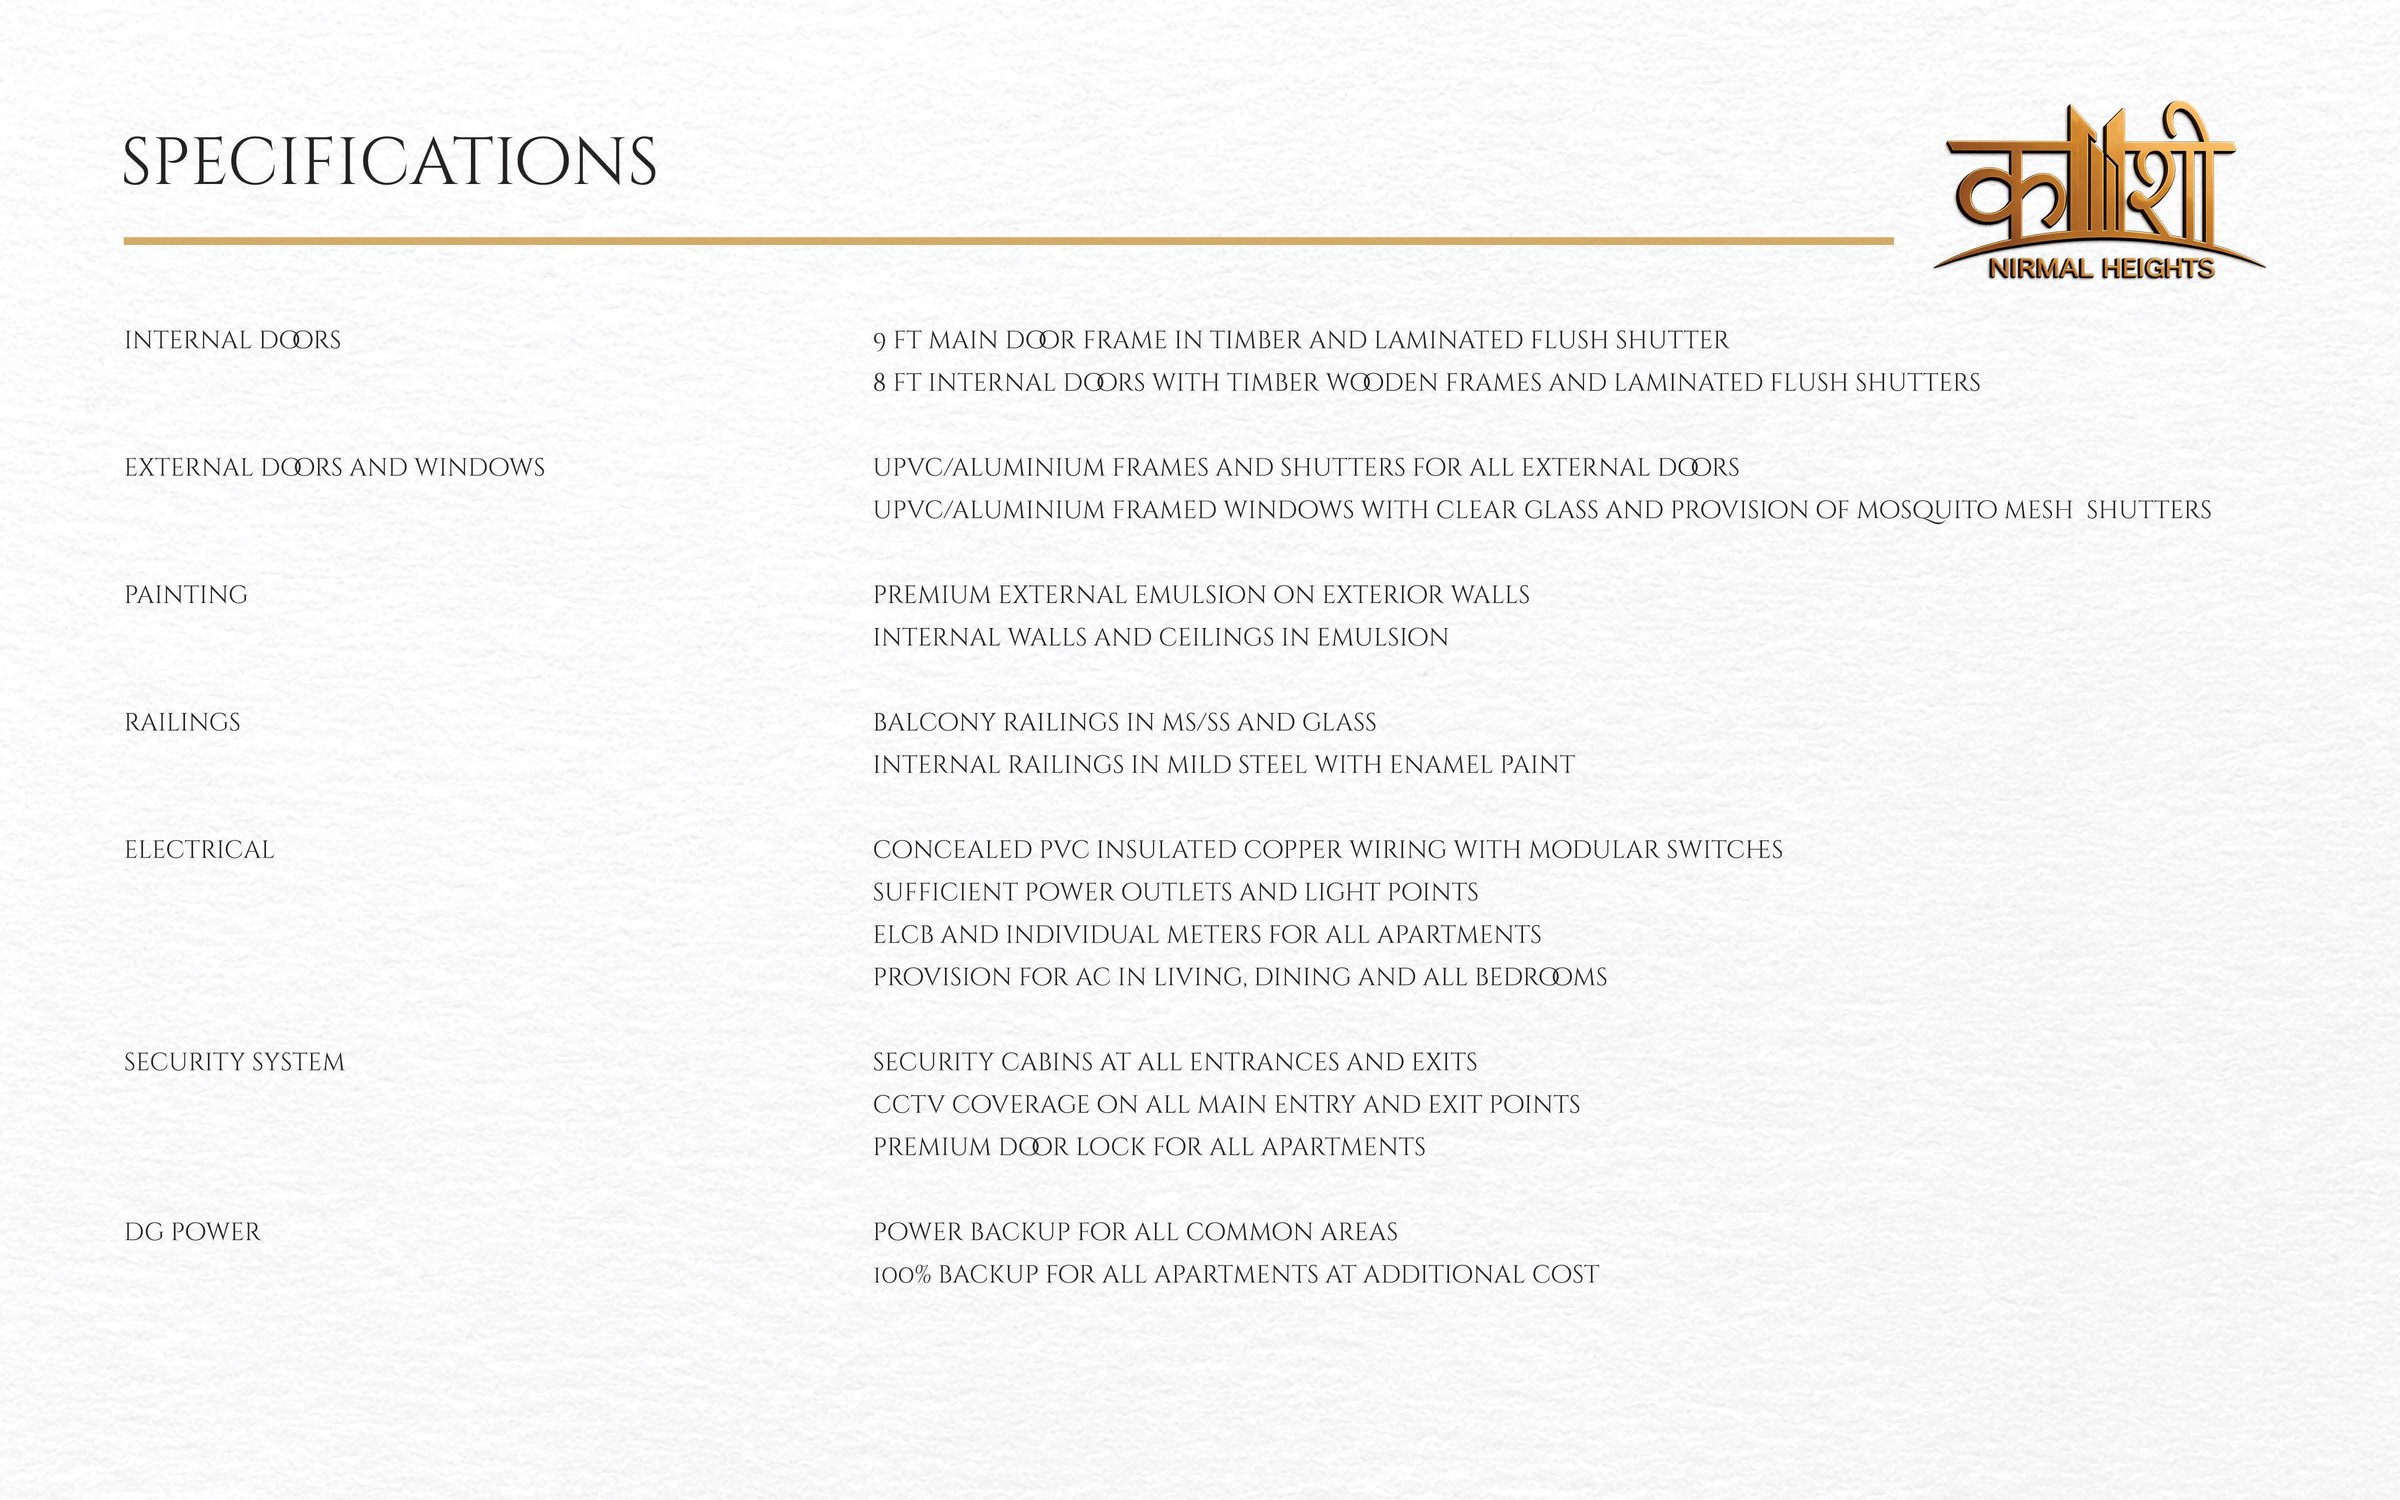 SPECIFICATIONS
काशी
NIRMAL HEIGHTS
INTERNAL DOORS
9 FT MAIN DOOR FRAME IN TIMBER AND LAMINATED FLUSH SHUTTER
8 FT INTERNAL DOORS WITH TIMBER WOODEN FRAMES AND LAMINATED FLUSH SHUTTERS
EXTERNAL DOORS AND WINDOWS
UPVC/ALUMINIUM FRAMES AND SHUTTERS FOR ALL EXTERNAL DOORS
UPVC/ALUMINIUM FRAMED WINDOWS WITH CLEAR GLASS AND PROVISION OF MOSQUITO MESH SHUTTERS
PAINTING
PREMIUM EXTERNAL EMULSION ON EXTERIOR WALLS
INTERNAL WALLS AND CEILINGS IN EMULSION
RAILINGS
BALCONY RAILINGS IN MS/SS AND GLASS
INTERNAL RAILINGS IN MILD STEEL WITH ENAMEL PAINT
ELECTRICAL
CONCEALED PVC INSULATED COPPER WIRING WITH MODULAR SWITCHES
SUFFICIENT POWER OUTLETS AND LIGHT POINTS
ELCB AND INDIVIDUAL METERS FOR ALL APARTMENTS
PROVISION FOR AC IN LIVING, DINING AND ALL BEDROOMS
SECURITY SYSTEM
SECURITY CABINS AT ALL ENTRANCES AND EXITS
CCTV COVERAGE ON ALL MAIN ENTRY AND EXIT POINTS
PREMIUM DOOR LOCK FOR ALL APARTMENTS
DG POWER
POWER BACKUP FOR ALL COMMON AREAS
100% BACKUP FOR ALL APARTMENTS AT ADDITIONAL COST